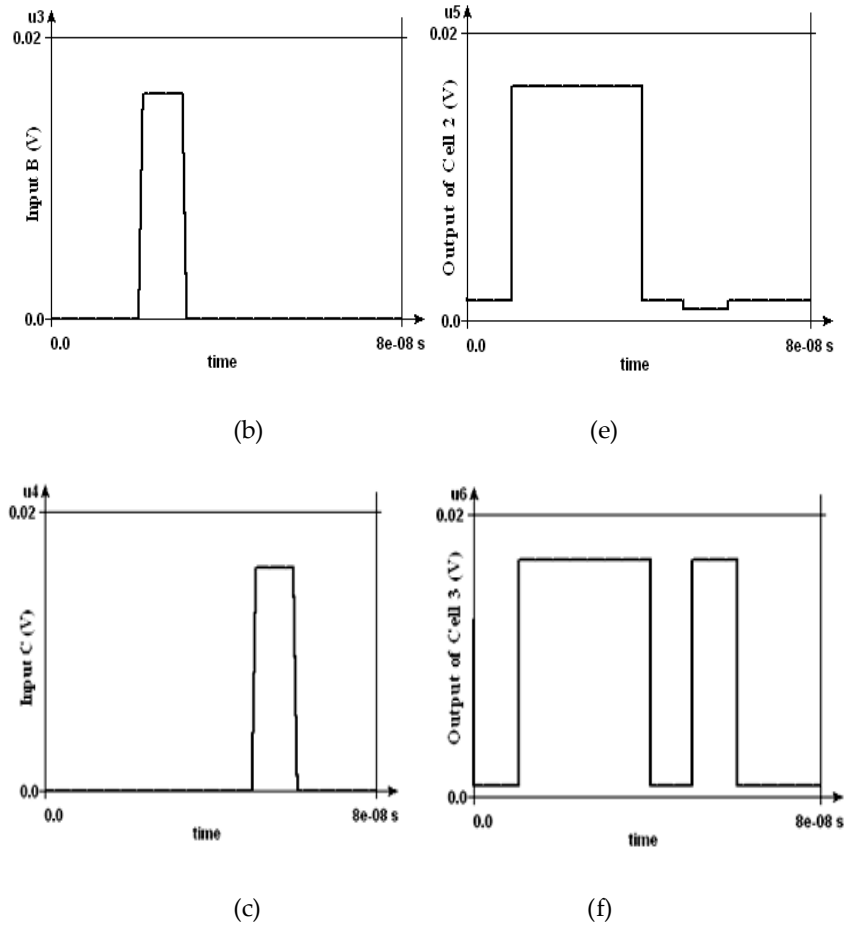 u3
0.02
Input B (V)
0.0
0.0
8e-08 s
time
(b)
u5
0.02
Output of Cell 2 (V)
0.0
0.0
8e-08 s
time
(e)
u4
0.02
Input C (V)
0.0
0.0
8e-08 s
time
(c)
u6
0.02
Output of Cell 3 (V)
0.0
0.0
8e-08 s
time
(f)